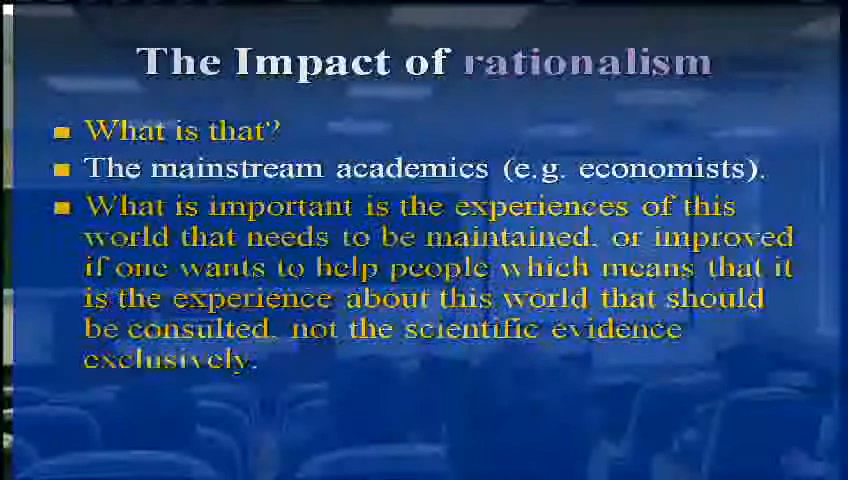 The Impact of rationalism
What is that?
The mainstream academics (e.g. economists).
What is important is the experiences of this
world that needs to be maintained, or improved
if one wants to help people which means that it
is the experience about this world that should
be consulted, not the scientific evidence
exclusively.